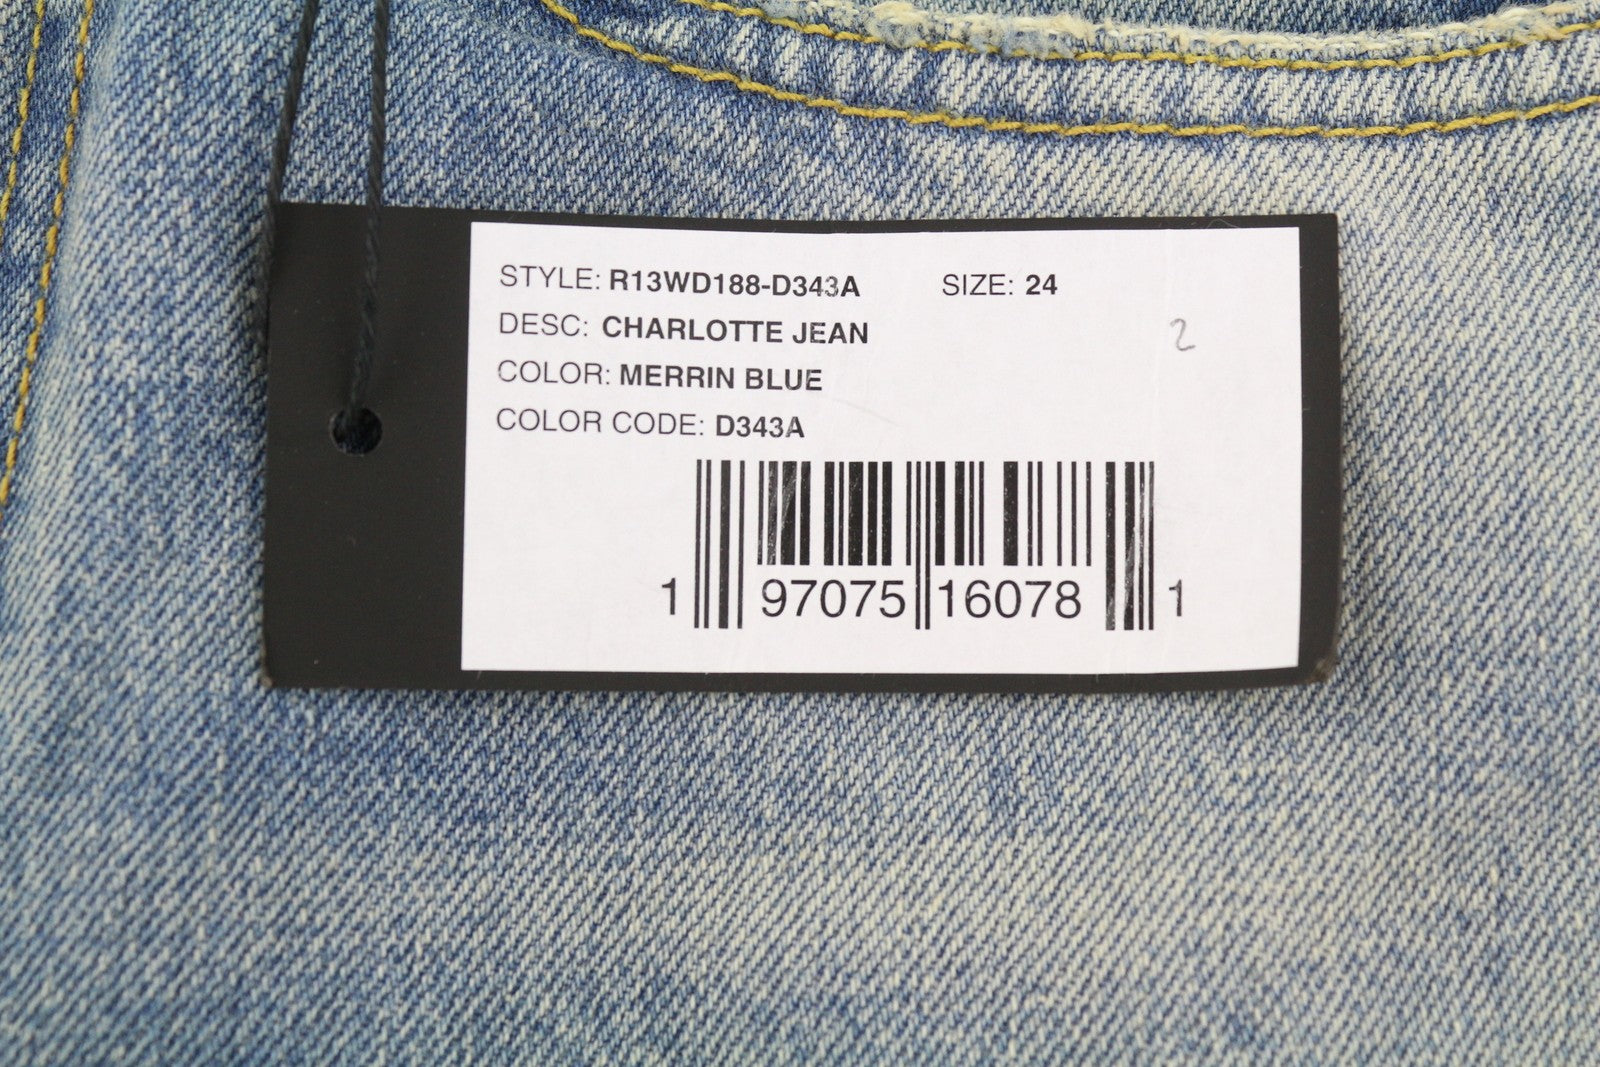 STYLE: R13WD188-D343A SIZE: 24
DESC: CHARLOTTE JEAN
2
COLOR: MERRIN BLUE
COLOR CODE: D343A
1 97075 16078 1